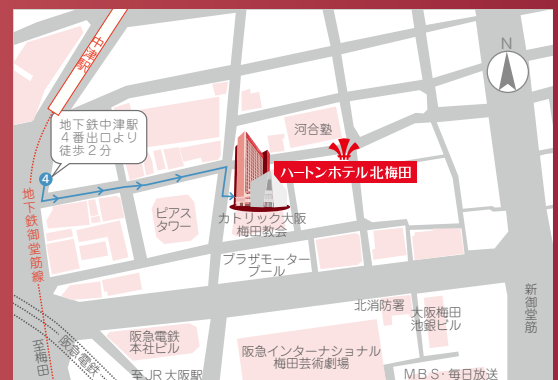 中津駅
N
地下鉄中津駅
4番出口より
徒歩2分
河合塾
ハートンホテル北梅田
4
地下鉄御堂筋線
ピアス
タワー
カトリック大阪
梅田教会
プラザモーター
プール
新御堂筋
北消防署
大阪梅田
池銀ビル
阪急電鉄
本社ビル
阪急インターナショナル
梅田芸術劇場
至梅田
阪急電鉄
至JR大阪駅
MBS・毎日放送